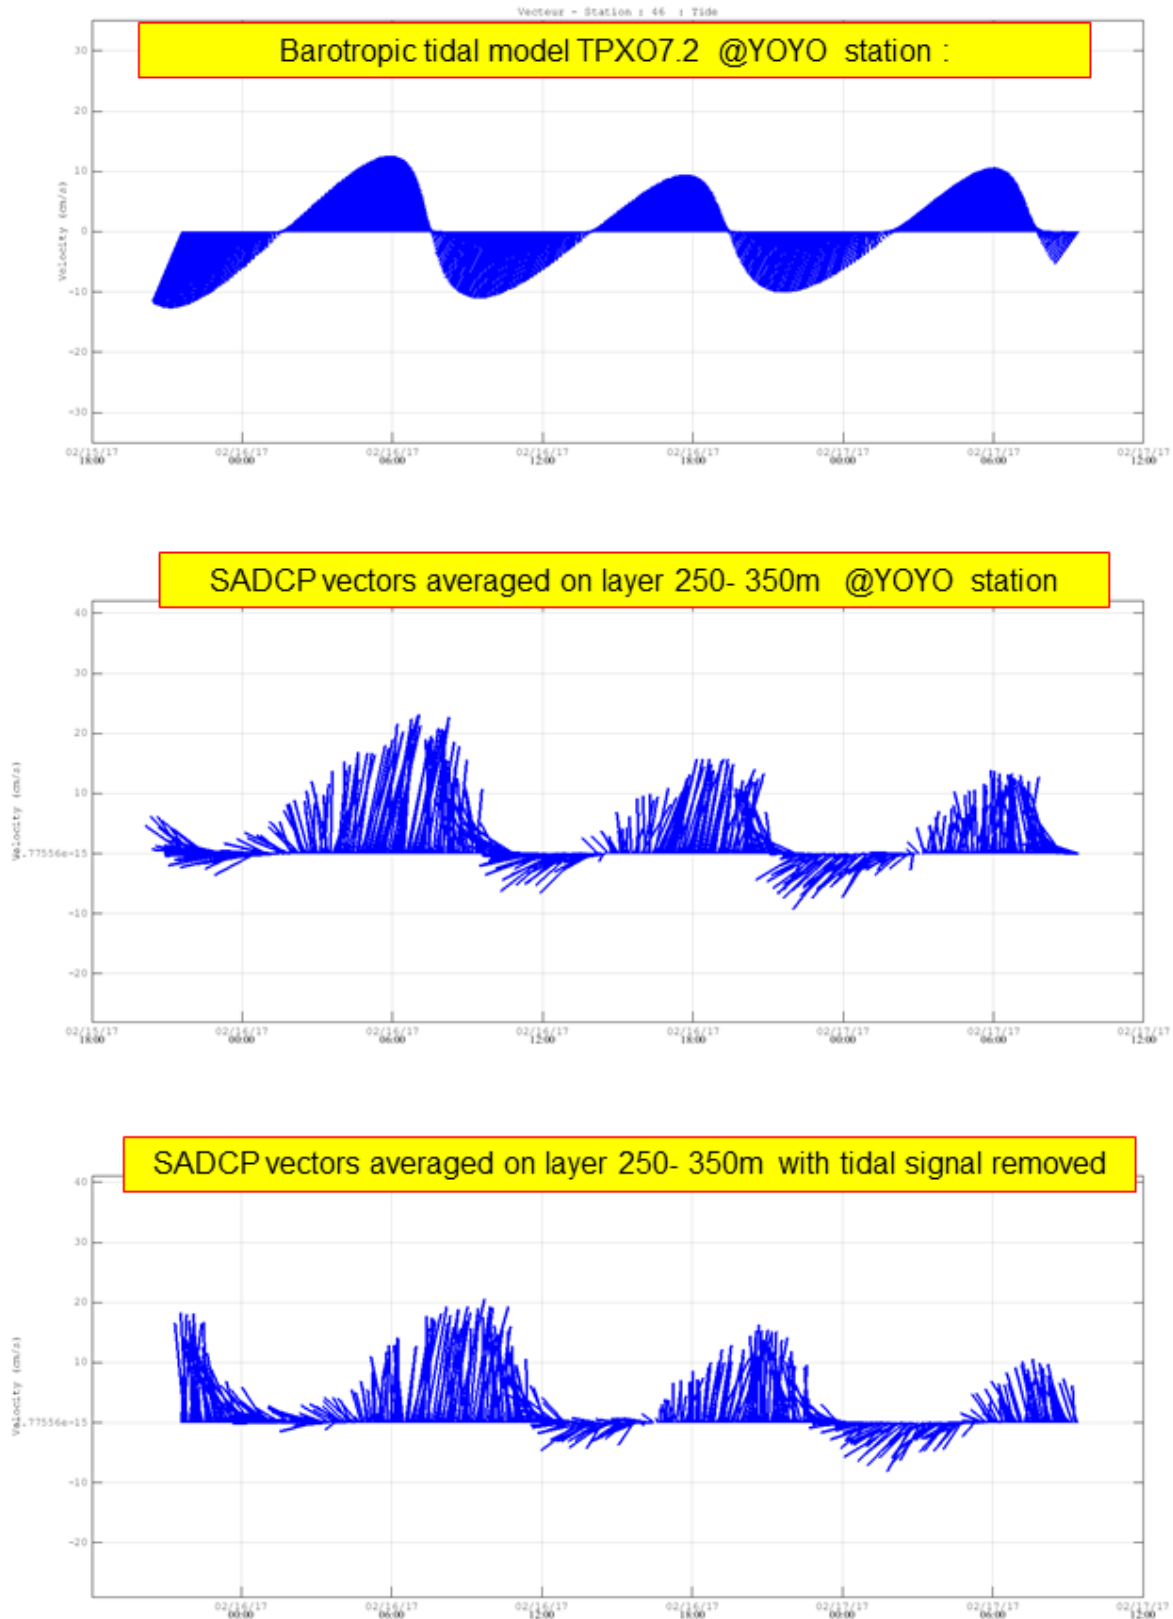 Vecteur - Station : 46 : Tide
Barotropic tidal model TPXO7.2 @YOYO station :
30
20
10
0
-10
-20
-30
Velocity (cm/s)
02/15/17 02/16/17 02/16/17 02/16/17 02/16/17 02/17/17 02/17/17 02/17/17
18:00 00:00 06:00 12:00 18:00 00:00 06:00 12:00
SADCP vectors averaged on layer 250- 350m @YOYO station
40
30
20
10
.77556e-15
-10
-20
Velocity (cm/s)
02/15/17 02/16/17 02/16/17 02/16/17 02/16/17 02/17/17 02/17/17 02/17/17
18:00 00:00 06:00 12:00 18:00 00:00 06:00 12:00
SADCP vectors averaged on layer 250- 350m with tidal signal removed
40
30
20
10
.77556e-15
-10
-20
Velocity (cm/s)
02/16/17 02/16/17 02/16/17 02/16/17 02/17/17 02/17/17 02/17/17
00:00 06:00 12:00 18:00 00:00 06:00 12:00